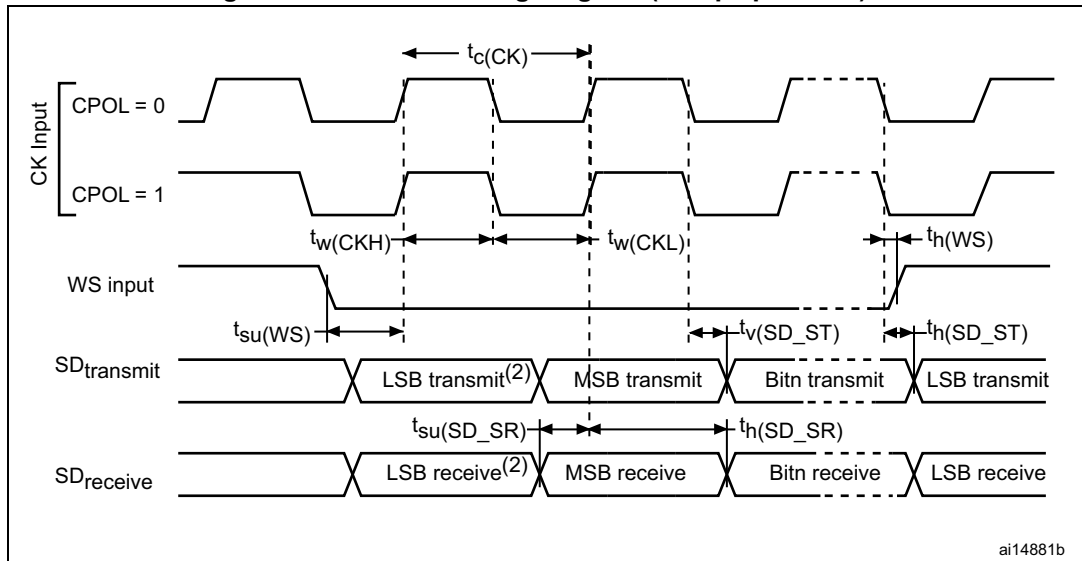 tc(CK)
CK Input
CPOL = 0
CPOL = 1
tw(CKH)
tw(CKL)
th(WS)
WS input
tsu(WS)
tv(SD_ST)
th(SD_ST)
SDtransmit
LSB transmit(2)
MSB transmit
Bitn transmit
LSB transmit
tsu(SD_SR)
th(SD_SR)
SDreceive
LSB receive(2)
MSB receive
Bitn receive
LSB receive
ai14881b